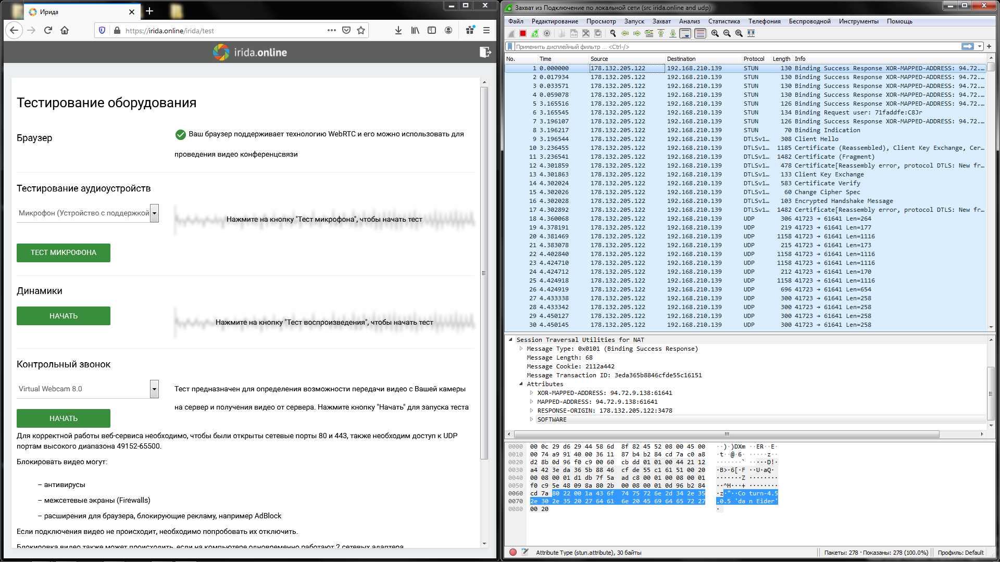 Ирида
https://irida.online/irida/test
irida.online
Тестирование оборудования
Браузер
Ваш браузер поддерживает технологию WebRTC и его можно использовать для
проведения видео конференцсвязи
Тестирование аудиоустройств
Микрофон (Устройство с поддержкой
Нажмите на кнопку "Тест микрофона", чтобы начать тест
ТЕСТ МИКРОФОНА
Динамики
НАЧАТЬ
Нажмите на кнопку "Тест воспроизведения", чтобы начать тест
Контрольный звонок
Virtual Webcam 8.0
Тест предназначен для определения возможности передачи видео с Вашей камеры
на сервер и получения видео от сервера. Нажмите кнопку "Начать" для запуска теста
НАЧАТЬ
Для корректной работы веб-сервиса необходимо, чтобы были открыты сетевые порты 80 и 443, также необходим доступ к UDP
портам высокого диапазона 49152-65500.
Блокировать видео могут:
– антивирусы
– межсетевые экраны (Firewalls)
– расширения для браузера, блокирующие рекламу, например AdBlock
Если подключения видео не происходит, необходимо попробовать их отключить.
Блокировка видео также может происходить, если на компьютере одновременно работают 2 сетевых адаптера
Захват из Подключение по локальной сети (src irida.online and udp)
Файл Редактирование Просмотр Запуск Захват Анализ Статистика Телефония Беспроводной Инструменты Помощь
Применить дисплейный фильтр ... <Ctrl-/>
No. Time Source Destination Protocol Length Info
1 0.000000 178.132.205.122 192.168.210.139 STUN 130 Binding Success Response XOR-MAPPED-ADDRESS: 94.72....
2 0.017934 178.132.205.122 192.168.210.139 STUN 130 Binding Success Response XOR-MAPPED-ADDRESS: 94.72....
3 0.033571 178.132.205.122 192.168.210.139 STUN 130 Binding Success Response XOR-MAPPED-ADDRESS: 94.72....
4 0.059078 178.132.205.122 192.168.210.139 STUN 130 Binding Success Response XOR-MAPPED-ADDRESS: 94.72....
5 3.165516 178.132.205.122 192.168.210.139 STUN 126 Binding Success Response XOR-MAPPED-ADDRESS: 94.72....
6 3.165545 178.132.205.122 192.168.210.139 STUN 134 Binding Request user: 71faddfe:C8Jr
7 3.196107 178.132.205.122 192.168.210.139 STUN 126 Binding Success Response XOR-MAPPED-ADDRESS: 94.72....
8 3.196217 178.132.205.122 192.168.210.139 STUN 70 Binding Indication
9 3.196544 178.132.205.122 192.168.210.139 DTLSv1... 308 Client Hello
10 3.236455 178.132.205.122 192.168.210.139 DTLSv1... 1185 Certificate (Reassembled), Client Key Exchange, Cer...
11 3.236541 178.132.205.122 192.168.210.139 DTLSv1... 1482 Certificate (Fragment)
12 4.301859 178.132.205.122 192.168.210.139 DTLSv1... 478 Certificate[Reassembly error, protocol DTLS: New fr...
13 4.301863 178.132.205.122 192.168.210.139 DTLSv1... 133 Client Key Exchange
14 4.302024 178.132.205.122 192.168.210.139 DTLSv1... 583 Certificate Verify
15 4.302026 178.132.205.122 192.168.210.139 DTLSv1... 60 Change Cipher Spec
16 4.302028 178.132.205.122 192.168.210.139 DTLSv1... 103 Encrypted Handshake Message
17 4.302892 178.132.205.122 192.168.210.139 DTLSv1... 1482 Certificate[Reassembly error, protocol DTLS: New fr...
18 4.360068 178.132.205.122 192.168.210.139 UDP 306 41723 → 61641 Len=264
19 4.378191 178.132.205.122 192.168.210.139 UDP 219 41723 → 61641 Len=177
20 4.381469 178.132.205.122 192.168.210.139 UDP 1158 41723 → 61641 Len=1116
21 4.383078 178.132.205.122 192.168.210.139 UDP 215 41723 → 61641 Len=173
22 4.402840 178.132.205.122 192.168.210.139 UDP 1158 41723 → 61641 Len=1116
23 4.424710 178.132.205.122 192.168.210.139 UDP 1158 41723 → 61641 Len=1116
24 4.424712 178.132.205.122 192.168.210.139 UDP 212 41723 → 61641 Len=170
25 4.424918 178.132.205.122 192.168.210.139 UDP 1158 41723 → 61641 Len=1116
26 4.424919 178.132.205.122 192.168.210.139 UDP 696 41723 → 61641 Len=654
27 4.433338 178.132.205.122 192.168.210.139 UDP 300 41723 → 61641 Len=258
28 4.433342 178.132.205.122 192.168.210.139 UDP 300 41723 → 61641 Len=258
29 4.450127 178.132.205.122 192.168.210.139 UDP 300 41723 → 61641 Len=258
30 4.450145 178.132.205.122 192.168.210.139 UDP 300 41723 → 61641 Len=258
Session Traversal Utilities for NAT
Message Type: 0x0101 (Binding Success Response)
Message Length: 68
Message Cookie: 2112a442
Message Transaction ID: 3eda365b8846cfde55c16151
Attributes
XOR-MAPPED-ADDRESS: 94.72.9.138:61641
MAPPED-ADDRESS: 94.72.9.138:61641
RESPONSE-ORIGIN: 178.132.205.122:3478
SOFTWARE
0000 00 0c 29 d6 29 44 58 6d 8f 82 45 52 08 00 45 00 ··)·)DXm ··ER··E·
0010 00 74 a9 91 40 00 36 11 87 b4 b2 84 cd 7a c0 a8 ·t··@·6· ·····z··
0020 d2 8b 0d 96 f0 c9 00 60 cb dd 01 01 00 44 21 12 ·······` ·····D!·
0030 a4 42 3e da 36 5b 88 46 cf de 55 c1 61 51 00 20 ·B>·6[·F ··U·aQ·
0040 00 08 00 01 d1 db 7f 5a ad c8 00 01 00 08 00 01 ·······Z ········
0050 f0 c9 5e 48 09 8a 80 2b 00 08 00 01 0d 96 b2 84 ··^H···+ ········
0060 cd 7a 80 22 00 1a 43 6f 74 75 72 6e 2d 34 2e 35 ·z·"··Co turn-4.5
0070 2e 30 2e 35 20 27 64 61 6e 20 45 69 64 65 72 27 .0.5 'da n Eider'
0080 00 20 ·
Attribute Type (stun.attribute), 30 байты
Пакеты: 278 · Показаны: 278 (100.0%)
Профиль: Default